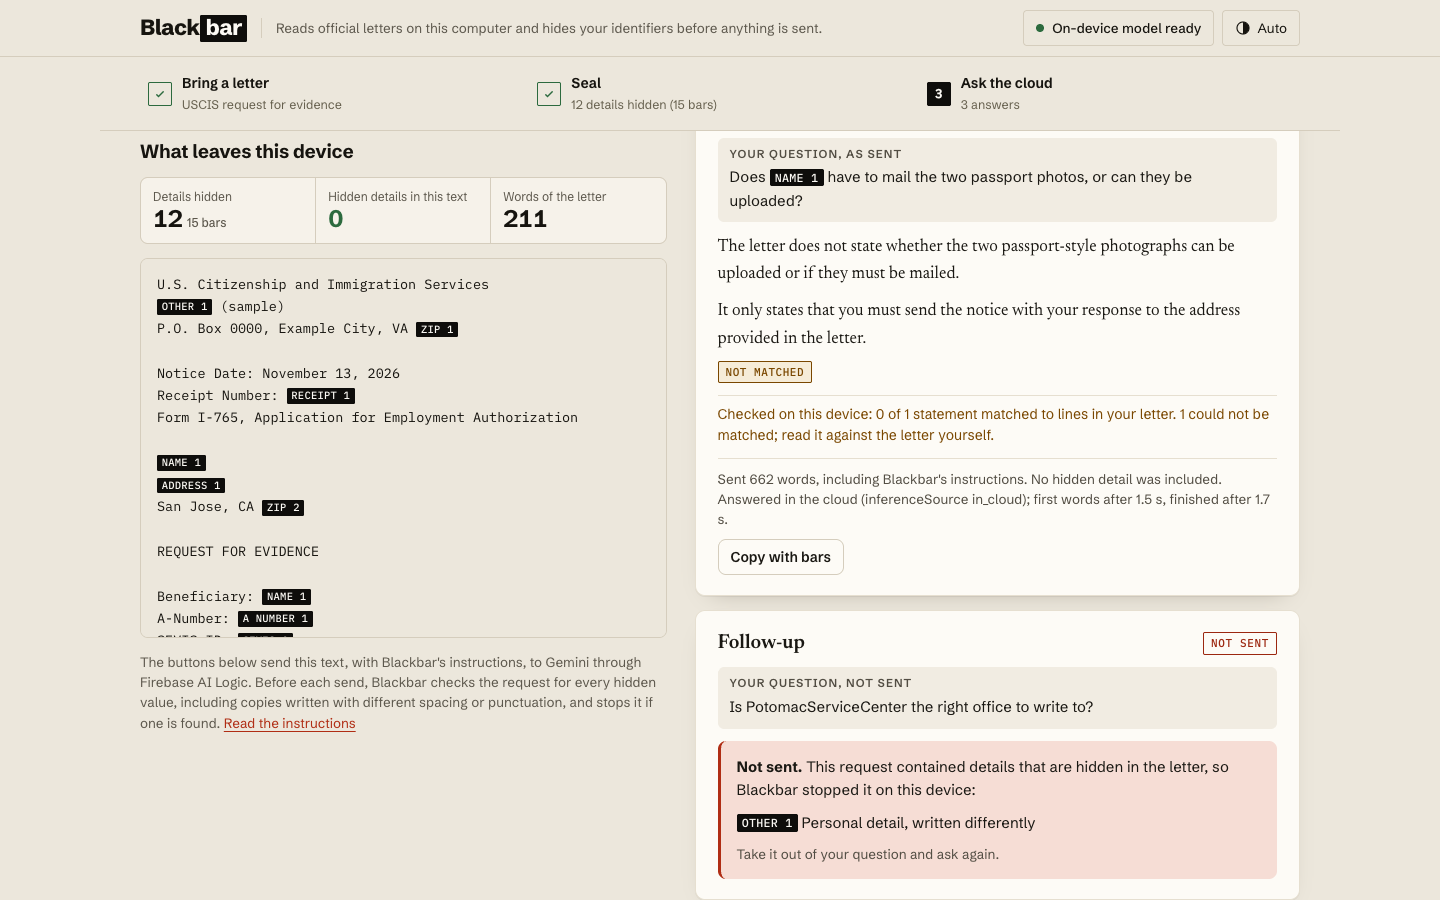 Blackbar
Reads official letters on this computer and hides your identifiers before anything is sent.
On-device model ready
Auto
Bring a letter
USCIS request for evidence
Seal
12 details hidden (15 bars)
3
Ask the cloud
3 answers
What leaves this device
Details hidden
12 15 bars
Hidden details in this text
0
Words of the letter
211
U.S. Citizenship and Immigration Services
OTHER 1 (sample)
P.O. Box 0000, Example City, VA ZIP 1
Notice Date: November 13, 2026
Receipt Number: RECEIPT 1
Form I-765, Application for Employment Authorization
NAME 1
ADDRESS 1
San Jose, CA ZIP 2
REQUEST FOR EVIDENCE
Beneficiary: NAME 1
A-Number: A NUMBER 1
The buttons below send this text, with Blackbar's instructions, to Gemini through
Firebase AI Logic. Before each send, Blackbar checks the request for every hidden
value, including copies written with different spacing or punctuation, and stops it if
one is found. Read the instructions
YOUR QUESTION, AS SENT
Does NAME 1 have to mail the two passport photos, or can they be
uploaded?
The letter does not state whether the two passport-style photographs can be
uploaded or if they must be mailed.
It only states that you must send the notice with your response to the address
provided in the letter.
NOT MATCHED
Checked on this device: 0 of 1 statement matched to lines in your letter. 1 could not be
matched; read it against the letter yourself.
Sent 662 words, including Blackbar's instructions. No hidden detail was included.
Answered in the cloud (inferenceSource in_cloud); first words after 1.5 s, finished after 1.7
s.
Copy with bars
Follow-up
NOT SENT
YOUR QUESTION, NOT SENT
Is PotomacServiceCenter the right office to write to?
Not sent. This request contained details that are hidden in the letter, so
Blackbar stopped it on this device:
OTHER 1 Personal detail, written differently
Take it out of your question and ask again.